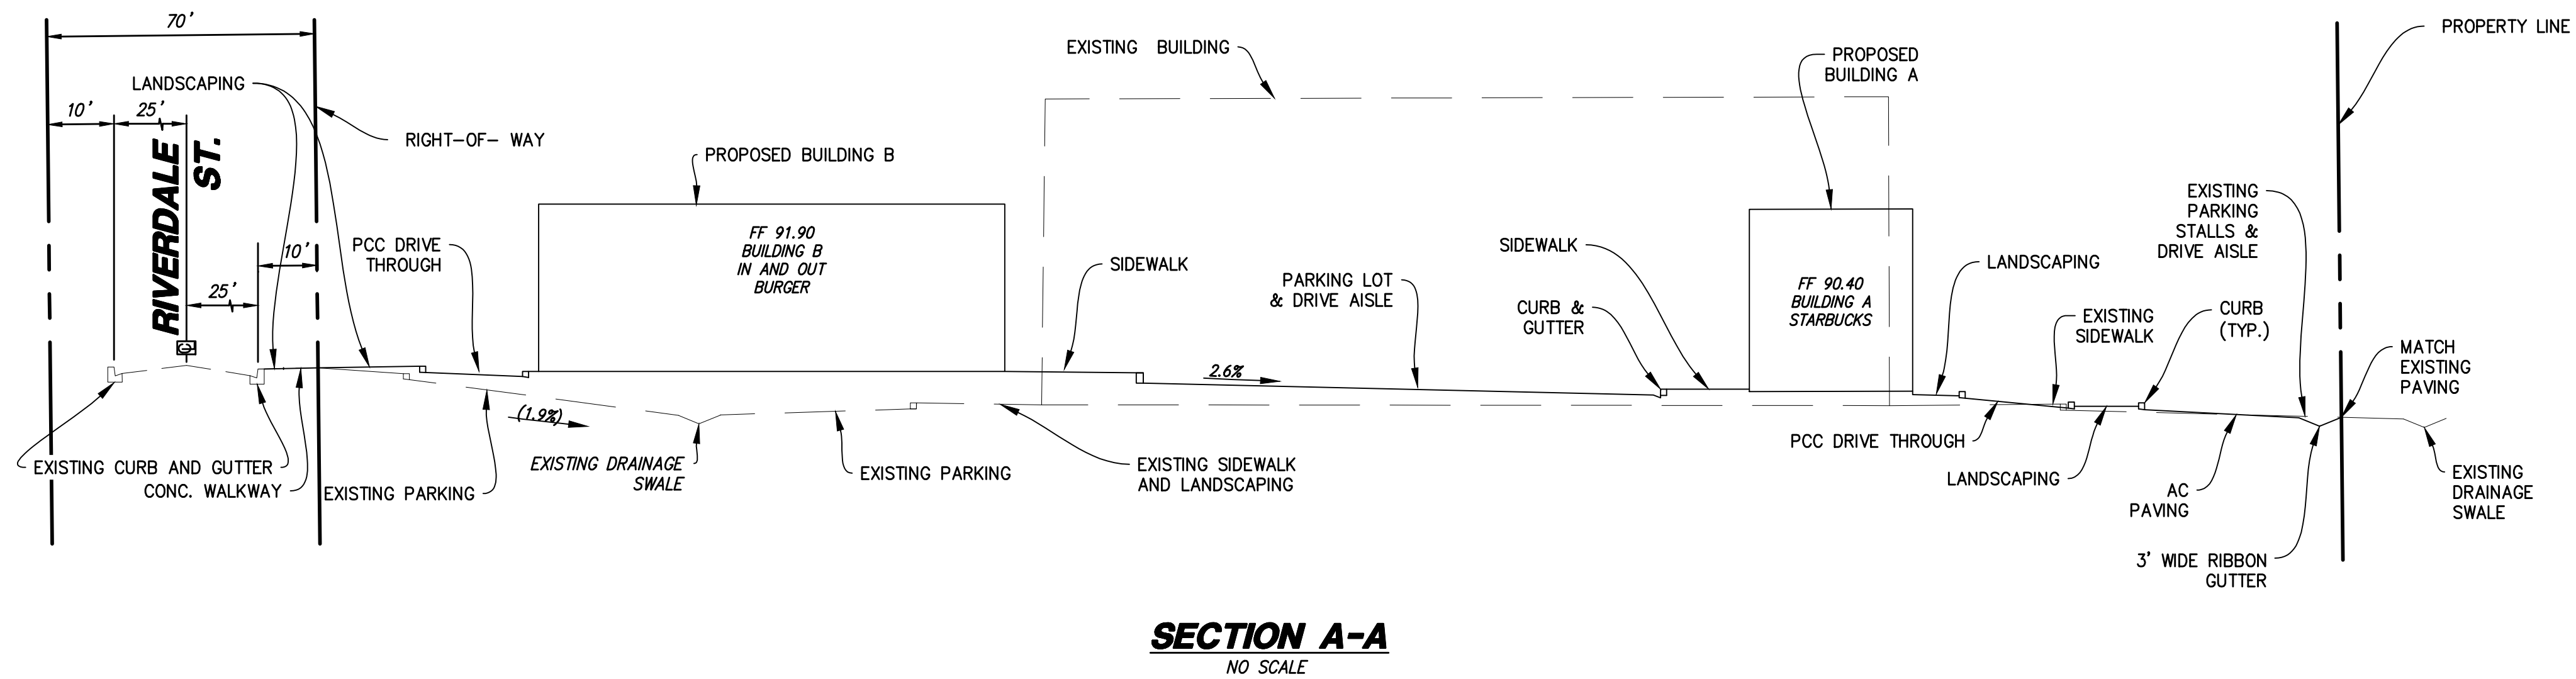 70'
LANDSCAPING
10'
25'
RIVERDALE
ST.
RIGHT-OF- WAY
10'
25'
PCC DRIVE
THROUGH
PROPOSED BUILDING B
FF 91.90
BUILDING B
IN AND OUT
BURGER
EXISTING BUILDING
SIDEWALK
PARKING LOT
& DRIVE AISLE
2.6%
SIDEWALK
CURB &
GUTTER
PROPOSED
BUILDING A
FF 90.40
BUILDING A
STARBUCKS
LANDSCAPING
EXISTING
SIDEWALK
EXISTING
PARKING
STALLS &
DRIVE AISLE
CURB
(TYP.)
PROPERTY LINE
MATCH
EXISTING
PAVING
EXISTING CURB AND GUTTER
CONC. WALKWAY
EXISTING PARKING
(1.9%)
EXISTING DRAINAGE
SWALE
EXISTING PARKING
EXISTING SIDEWALK
AND LANDSCAPING
PCC DRIVE THROUGH
LANDSCAPING
AC
PAVING
3' WIDE RIBBON
GUTTER
EXISTING
DRAINAGE
SWALE
SECTION A-A
NO SCALE